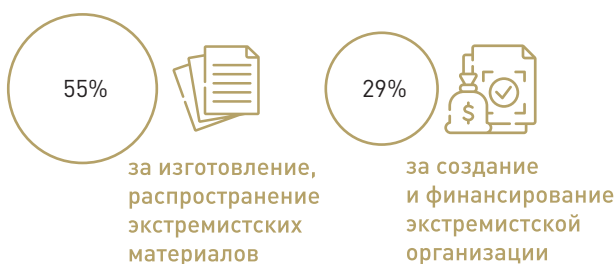 55%
за изготовление,
распространение
экстремистских
материалов
29%
$
за создание
и финансирование
экстремистской
организации